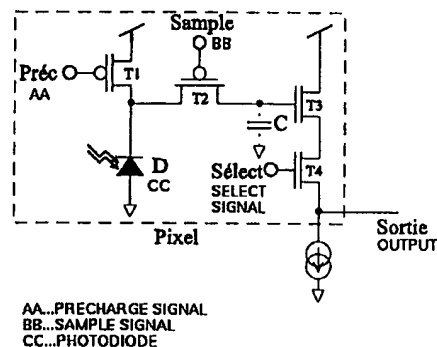 Sample
BB
Préc
AA
T1
T2
T3
C
D
CC
Sélect
SELECT
SIGNAL
T4
Pixel
Sortie
OUTPUT
AA...PRECHARGE SIGNAL
BB...SAMPLE SIGNAL
CC...PHOTODIODE